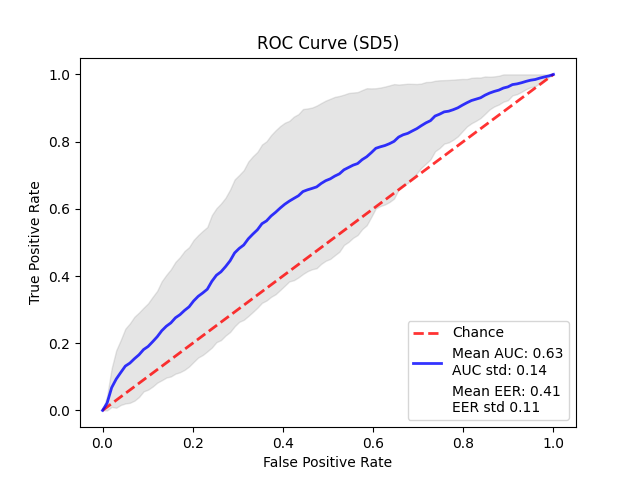 ROC Curve (SD5)
True Positive Rate
1.0
0.8
0.6
0.4
0.2
0.0
0.0 0.2 0.4 0.6 0.8 1.0
False Positive Rate
Chance
Mean AUC: 0.63
AUC std: 0.14
Mean EER: 0.41
EER std 0.11